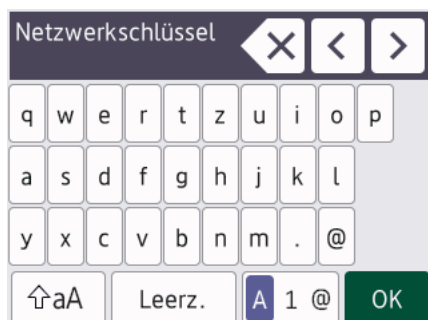 Netzwerkschlüssel
q w e r t z u i o p
a s d f g h j k l
y x c v b n m . @
aA Leerz. A 1 @ OK